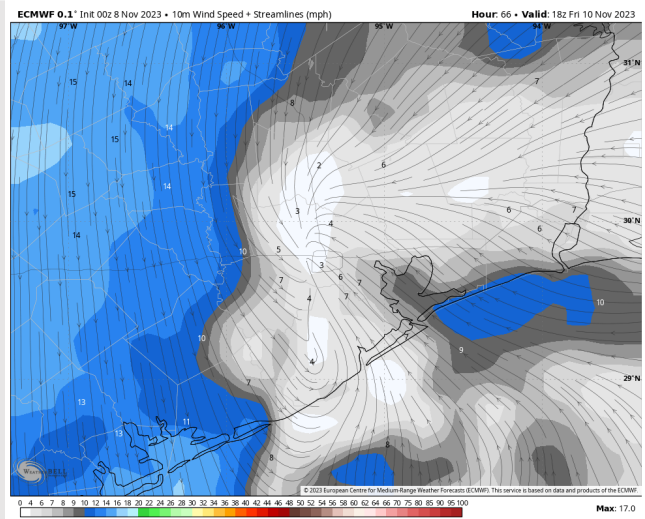 ECMWF 0.1° Init 00z 8 Nov 2023 • 10m Wind Speed + Streamlines (mph) Hour: 66 • Valid: 18z Fri 10 Nov 2023
97°W 96°W 95°W 94°W
31°N
7
15 14
8
14
15
2 6
14
15
3 6 7
30°N
14 4 6
10 5
3
7 6 7
4 7
10
10
7
9
4
29°N
7
13
11
13
8
8
WeatherBELL
© 2023 European Centre for Medium-Range Weather Forecasts (ECMWF). This service is based on data and products of the ECMWF.
0 4 6 7 8 9 10 12 14 16 18 20 22 24 26 28 30 32 34 36 38 40 42 44 46 48 50 52 54 56 58 60 62 64 66 70 75 80 85 90 95 100
Max: 17.0